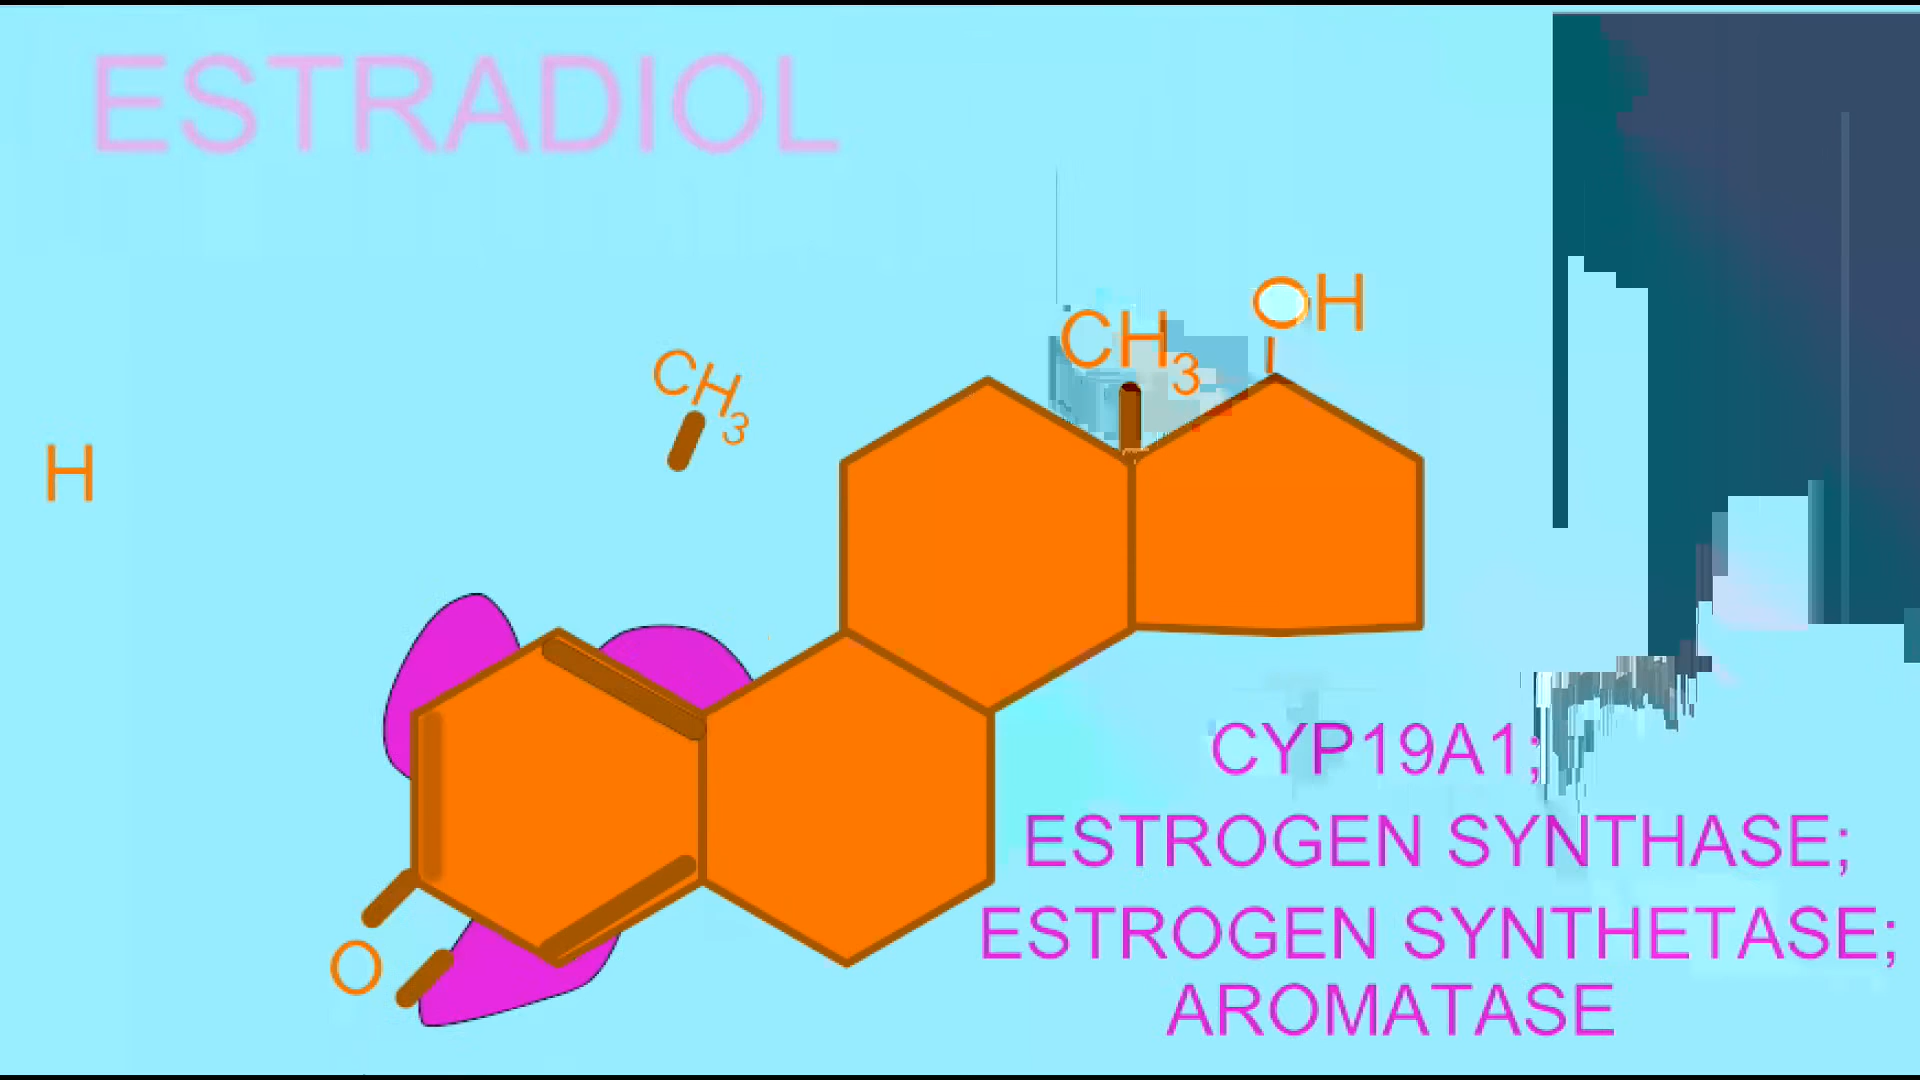 ESTRADIOL
OH
CH3
CH3
H
CYP19A1;
ESTROGEN SYNTHASE;
ESTROGEN SYNTHETASE;
O
AROMATASE